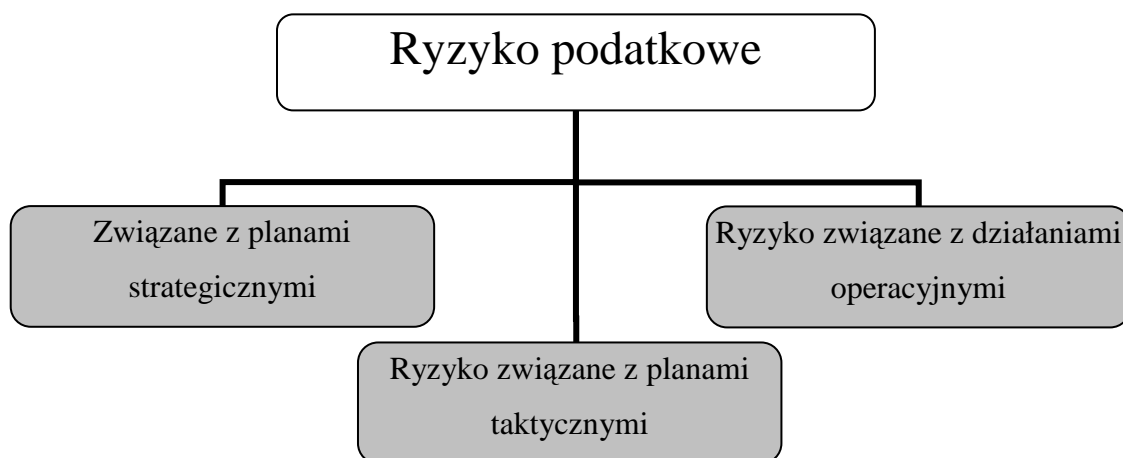 Ryzyko podatkowe
Związane z planami
strategicznymi
Ryzyko związane z planami
taktycznymi
Ryzyko związane z działaniami
operacyjnymi